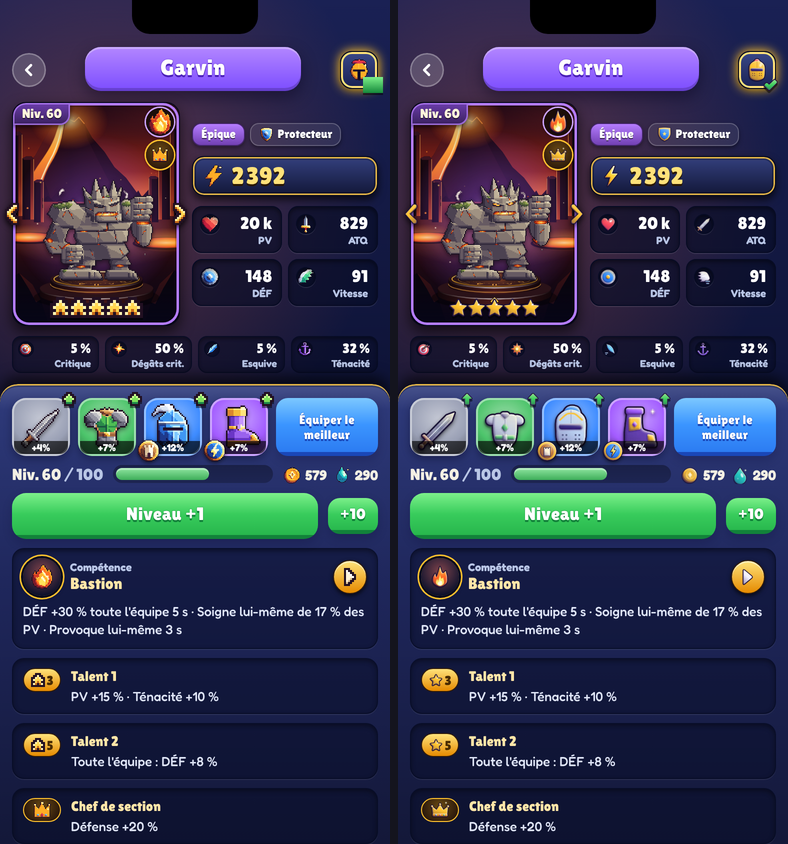 Garvin
Niv. 60
Épique
Protecteur
2392
20 k
PV
829
ATQ
148
DÉF
91
Vitesse
5 %
Critique
50 %
Dégâts crit.
5 %
Esquive
32 %
Ténacité
+4%
+7%
+12%
+7%
Équiper le
meilleur
Niv. 60 / 100
579
290
Niveau +1
+10
Compétence
Bastion
DÉF +30 % toute l'équipe 5 s · Soigne lui-même de 17 % des
PV · Provoque lui-même 3 s
3
Talent 1
PV +15 % · Ténacité +10 %
5
Talent 2
Toute l'équipe : DÉF +8 %
Chef de section
Défense +20 %
Garvin
Niv. 60
Épique
Protecteur
2392
20 k
PV
829
ATQ
148
DÉF
91
Vitesse
5 %
Critique
50 %
Dégâts crit.
5 %
Esquive
32 %
Ténacité
+4%
+7%
+12%
+7%
Équiper le
meilleur
Niv. 60 / 100
579
290
Niveau +1
+10
Compétence
Bastion
DÉF +30 % toute l'équipe 5 s · Soigne lui-même de 17 % des
PV · Provoque lui-même 3 s
3
Talent 1
PV +15 % · Ténacité +10 %
5
Talent 2
Toute l'équipe : DÉF +8 %
Chef de section
Défense +20 %